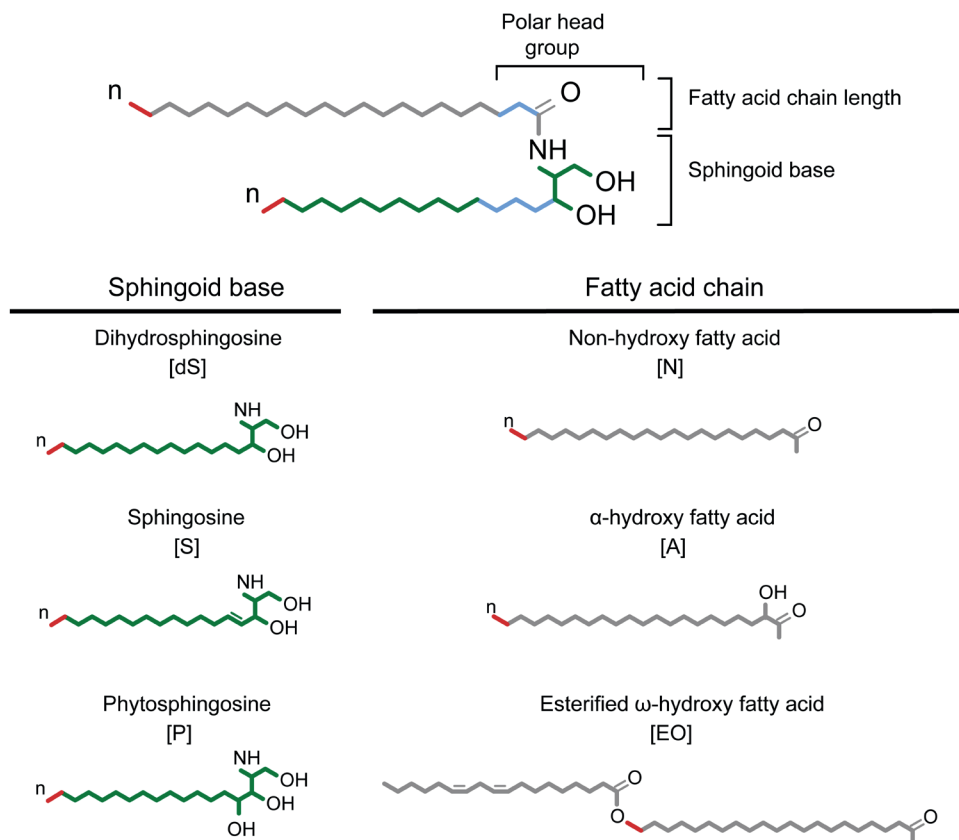 Polar head
group
n
O
Fatty acid chain length
NH
Sphingoid base
n
OH
OH
Sphingoid base
Fatty acid chain
Dihydrosphingosine
[dS]
Non-hydroxy fatty acid
[N]
NH
n
OH
OH
n
O
Sphingosine
[S]
α-hydroxy fatty acid
[A]
NH
n
OH
OH
OH
n
O
Phytosphingosine
[P]
Esterified ω-hydroxy fatty acid
[EO]
NH
n
OH
OH
OH
O
O
O